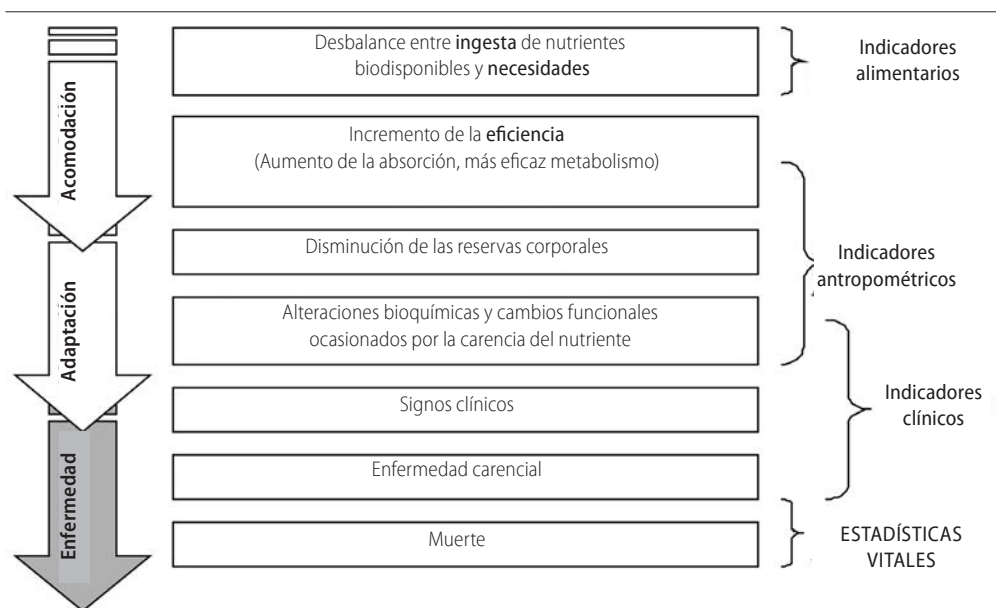 Desbalance entre ingesta de nutrientes
biodisponibles y necesidades
Indicadores
alimentarios
Acomodación
Incremento de la eficiencia
(Aumento de la absorción, más eficaz metabolismo)
Disminución de las reservas corporales
Indicadores
antropométricos
Adaptación
Alteraciones bioquímicas y cambios funcionales
ocasionados por la carencia del nutriente
Signos clínicos
Indicadores
clínicos
Enfermedad
Enfermedad carencial
Muerte
ESTADÍSTICAS
VITALES